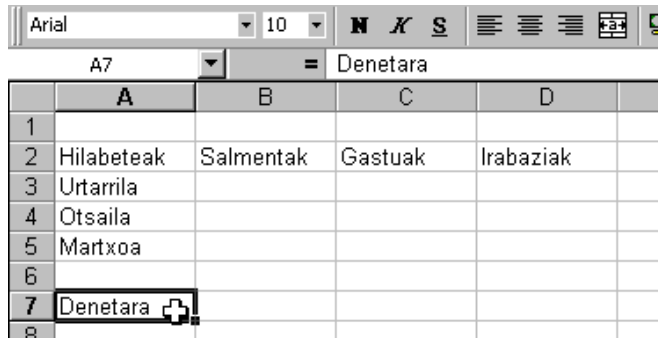 Arial 10 N K S a
A7 = Denetara
A B C D
1
2 Hilabeteak Salmentak Gastuak Irabaziak
3 Urtarrila
4 Otsaila
5 Martxoa
6
7 Denetara
8